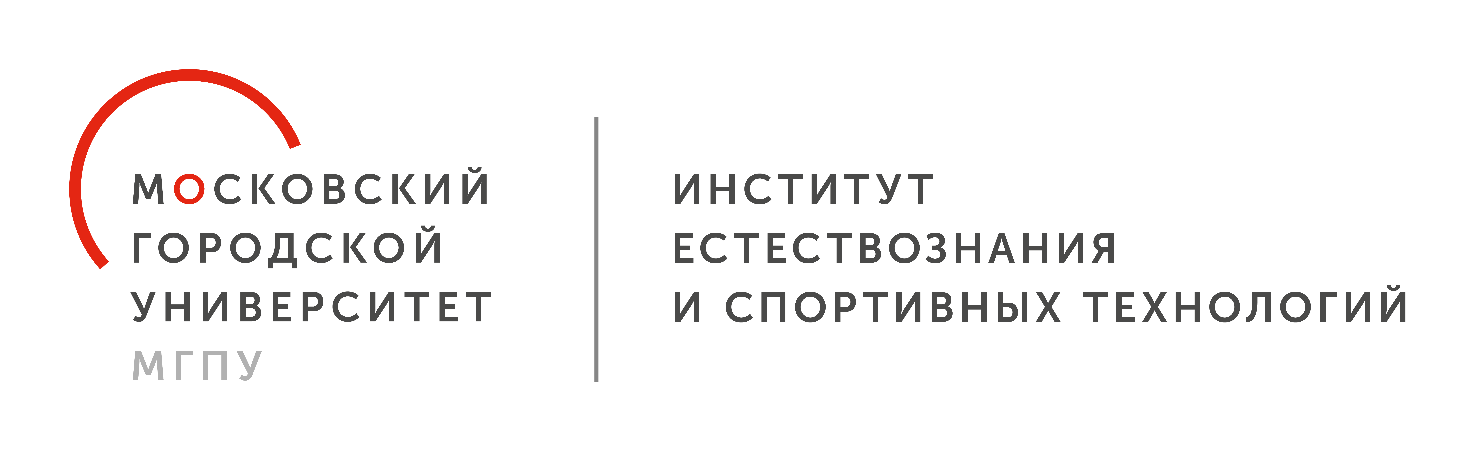 МОСКОВСКИЙ
ГОРОДСКОЙ
УНИВЕРСИТЕТ
МГПУ
ИНСТИТУТ
ЕСТЕСТВОЗНАНИЯ
И СПОРТИВНЫХ ТЕХНОЛОГИЙ